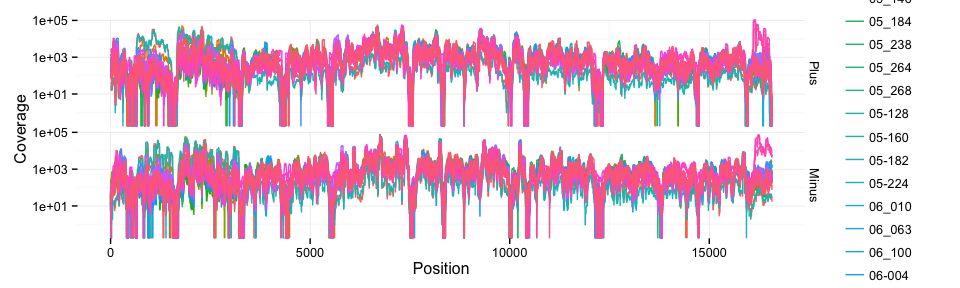 1e+05
1e+03
1e+01
Plus
1e+05
1e+03
1e+01
Minus
Coverage
0
5000
10000
15000
Position
05_184
05_238
05_264
05_268
05-128
05-160
05-182
05-224
06_010
06_063
06_100
06-004